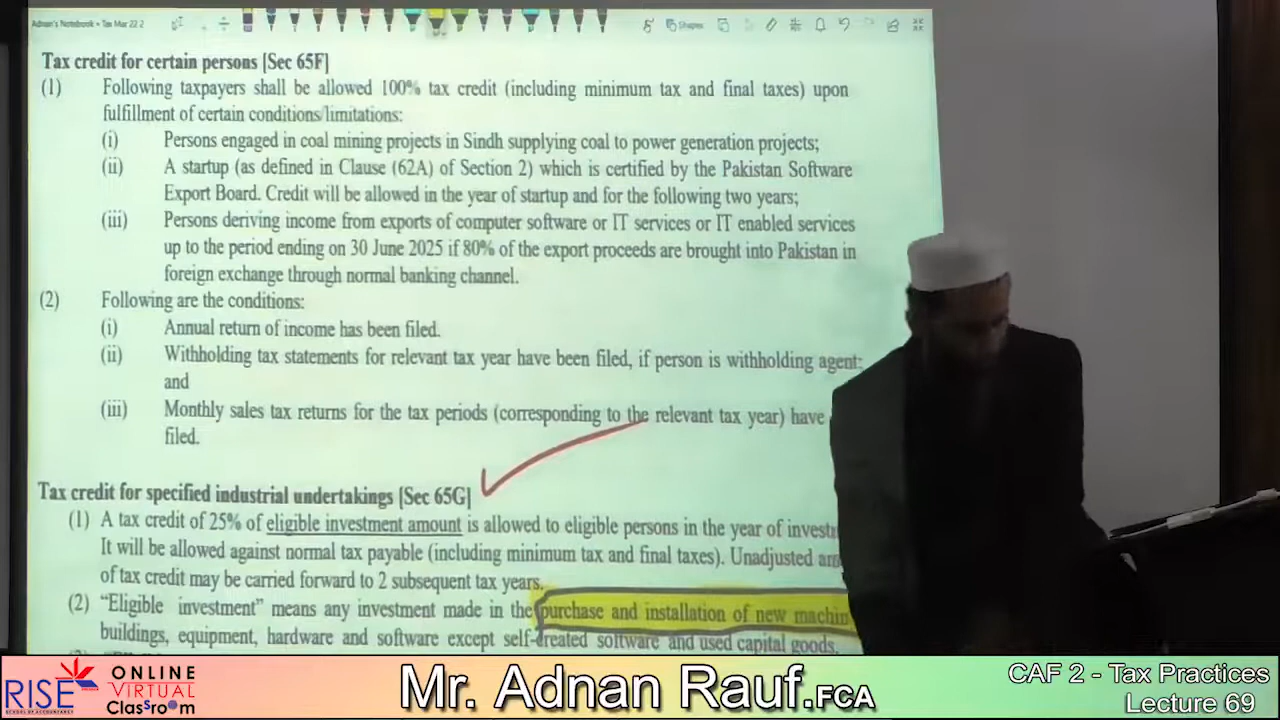 Adnan's Notebook • Tax Mar 22 2
Shapes
Tax credit for certain persons [Sec 65F]
(1) Following taxpayers shall be allowed 100% tax credit (including minimum tax and final taxes) upon
fulfillment of certain conditions/limitations:
(i) Persons engaged in coal mining projects in Sindh supplying coal to power generation projects;
(ii) A startup (as defined in Clause (62A) of Section 2) which is certified by the Pakistan Software
Export Board. Credit will be allowed in the year of startup and for the following two years;
(iii) Persons deriving income from exports of computer software or IT services or IT enabled services
up to the period ending on 30 June 2025 if 80% of the export proceeds are brought into Pakistan in
foreign exchange through normal banking channel.
(2) Following are the conditions:
(i) Annual return of income has been filed.
(ii) Withholding tax statements for relevant tax year have been filed, if person is withholding agent;
and
(iii) Monthly sales tax returns for the tax periods (corresponding to the relevant tax year) have
filed.
Tax credit for specified industrial undertakings [Sec 65G]
(1) A tax credit of 25% of eligible investment amount is allowed to eligible persons in the year of
It will be allowed against normal tax payable (including minimum tax and final taxes). Unadjusted
of tax credit may be carried forward to 2 subsequent tax years.
(2) "Eligible investment" means any investment made in the purchase and installation of new machin
buildings, equipment, hardware and software except self-created software and used capital goods.
RISE
SCHOOL OF ACCOUNTANCY
ONLINE
VIRTUAL
Classroom
Mr. Adnan Rauf.FCA
CAF 2 - Tax Practices
Lecture 69